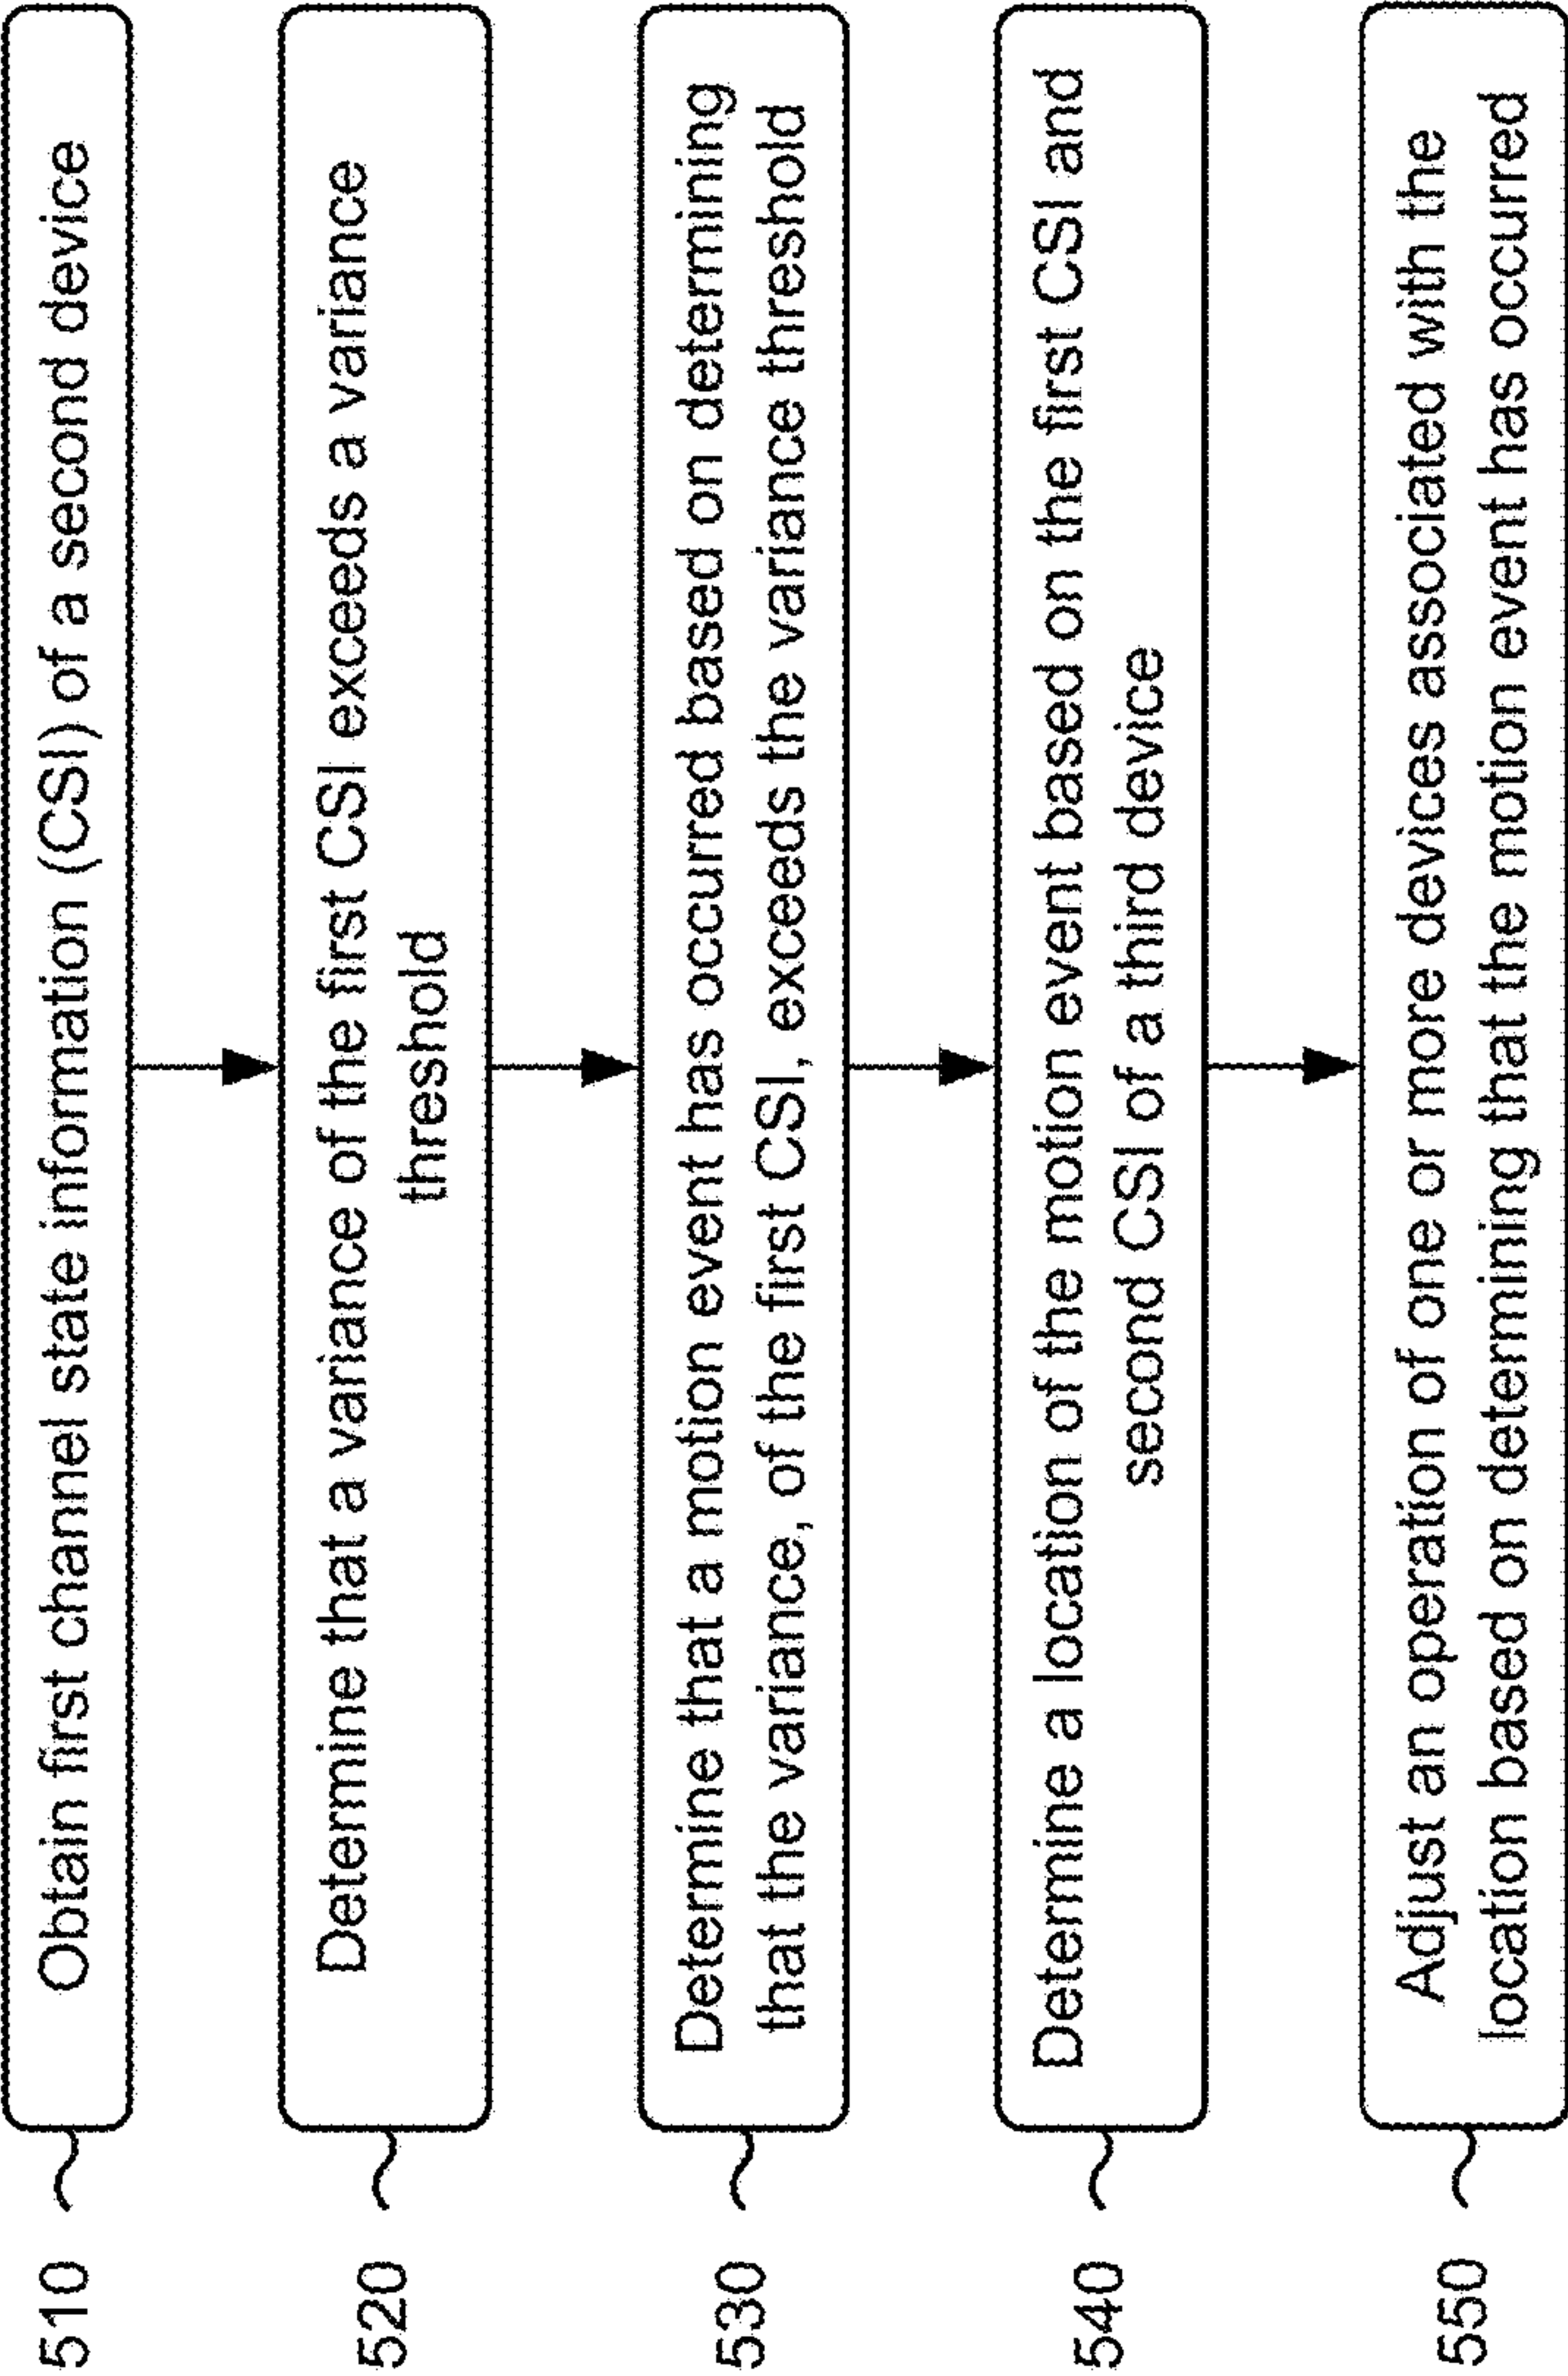 510
Obtain first channel state information (CSI) of a second device
520
Determine that a variance of the first CSI exceeds a variance
threshold
530
Determine that a motion event has occurred based on determining
that the variance, of the first CSI, exceeds the variance threshold
540
Determine a location of the motion event based on the first CSI and
second CSI of a third device
550
Adjust an operation of one or more devices associated with the
location based on determining that the motion event has occurred